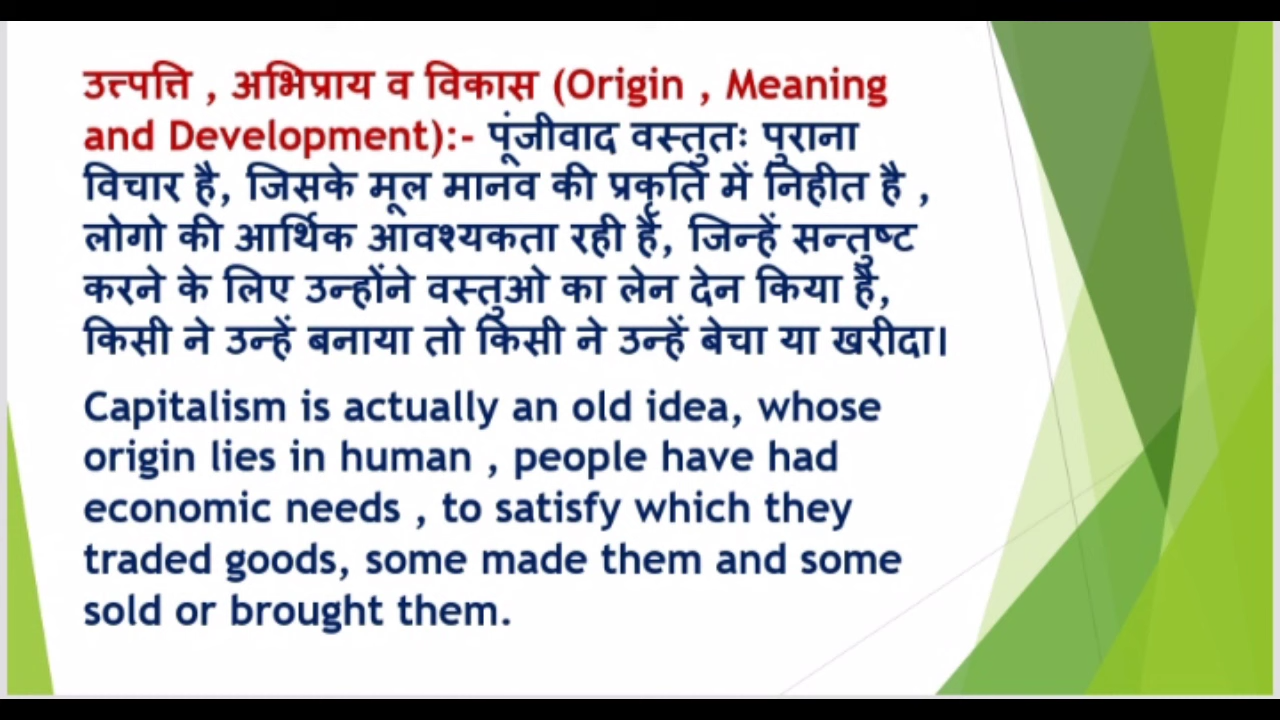 उत्त्पत्ति , अभिप्राय व विकास (Origin , Meaning
and Development):- पूंजीवाद वस्तुतः पुराना
विचार है, जिसके मूल मानव की प्रकृति में निहीत है ,
लोगो की आर्थिक आवश्यकता रही है, जिन्हें सन्तुष्ट
करने के लिए उन्होंने वस्तुओ का लेन देन किया है,
किसी ने उन्हें बनाया तो किसी ने उन्हें बेचा या खरीदा।
Capitalism is actually an old idea, whose
origin lies in human , people have had
economic needs , to satisfy which they
traded goods, some made them and some
sold or brought them.